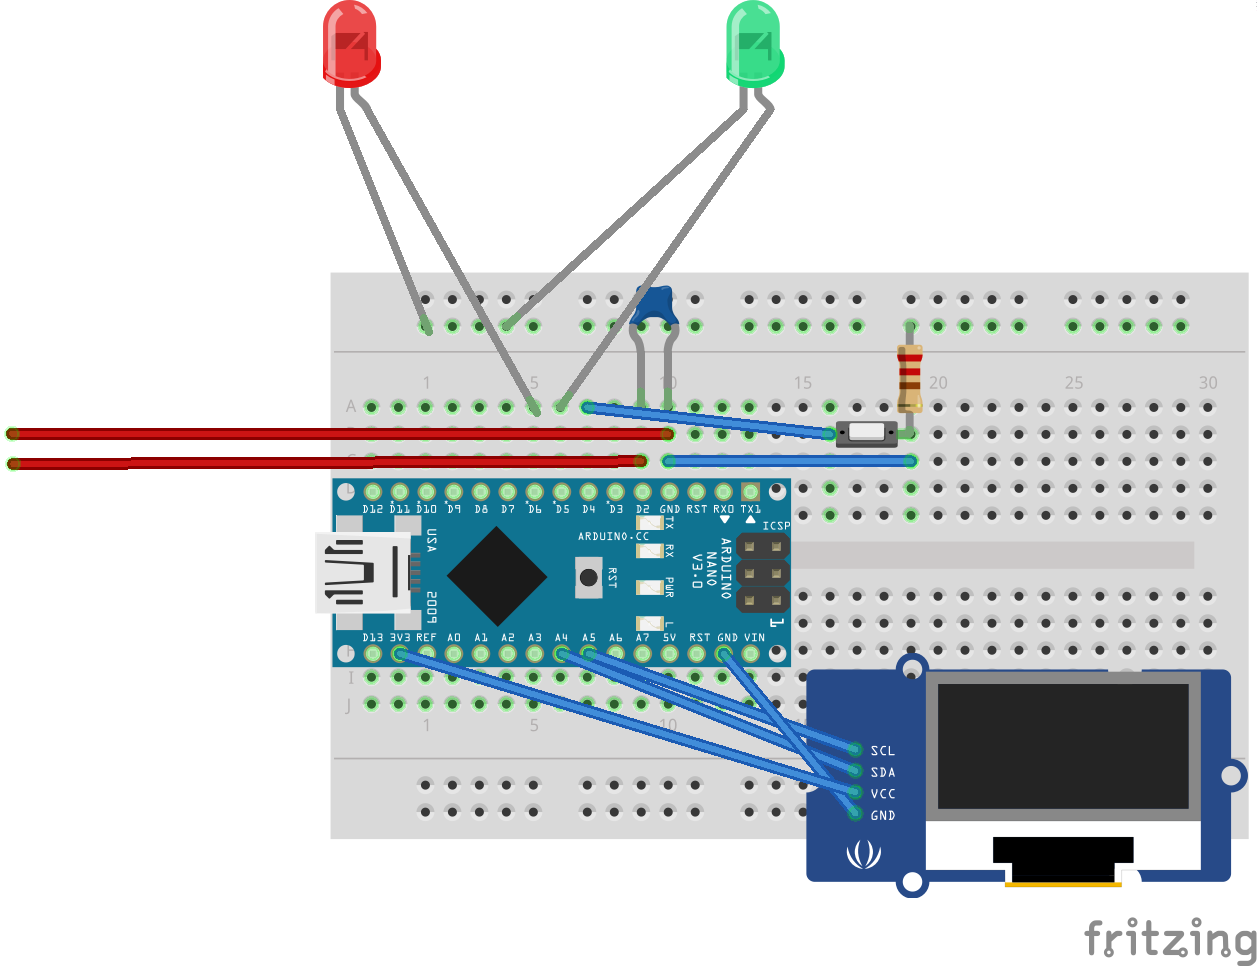 1 5 10 15 20 25 30
A
D12 D11 D10 D9 D8 D7 D6 D5 D4 D3 D2 GND RST RX0 TX1
ICSP
TX
ARDUINO.CC
USA
RX
RST
ARDUINO
NANO
V3.0
PWR
2009
L
1
D13 3V3 REF A0 A1 A2 A3 A4 A5 A6 A7 5V RST GND VIN
I
J
1 5 10
SCL
SDA
VCC
GND
fritzing